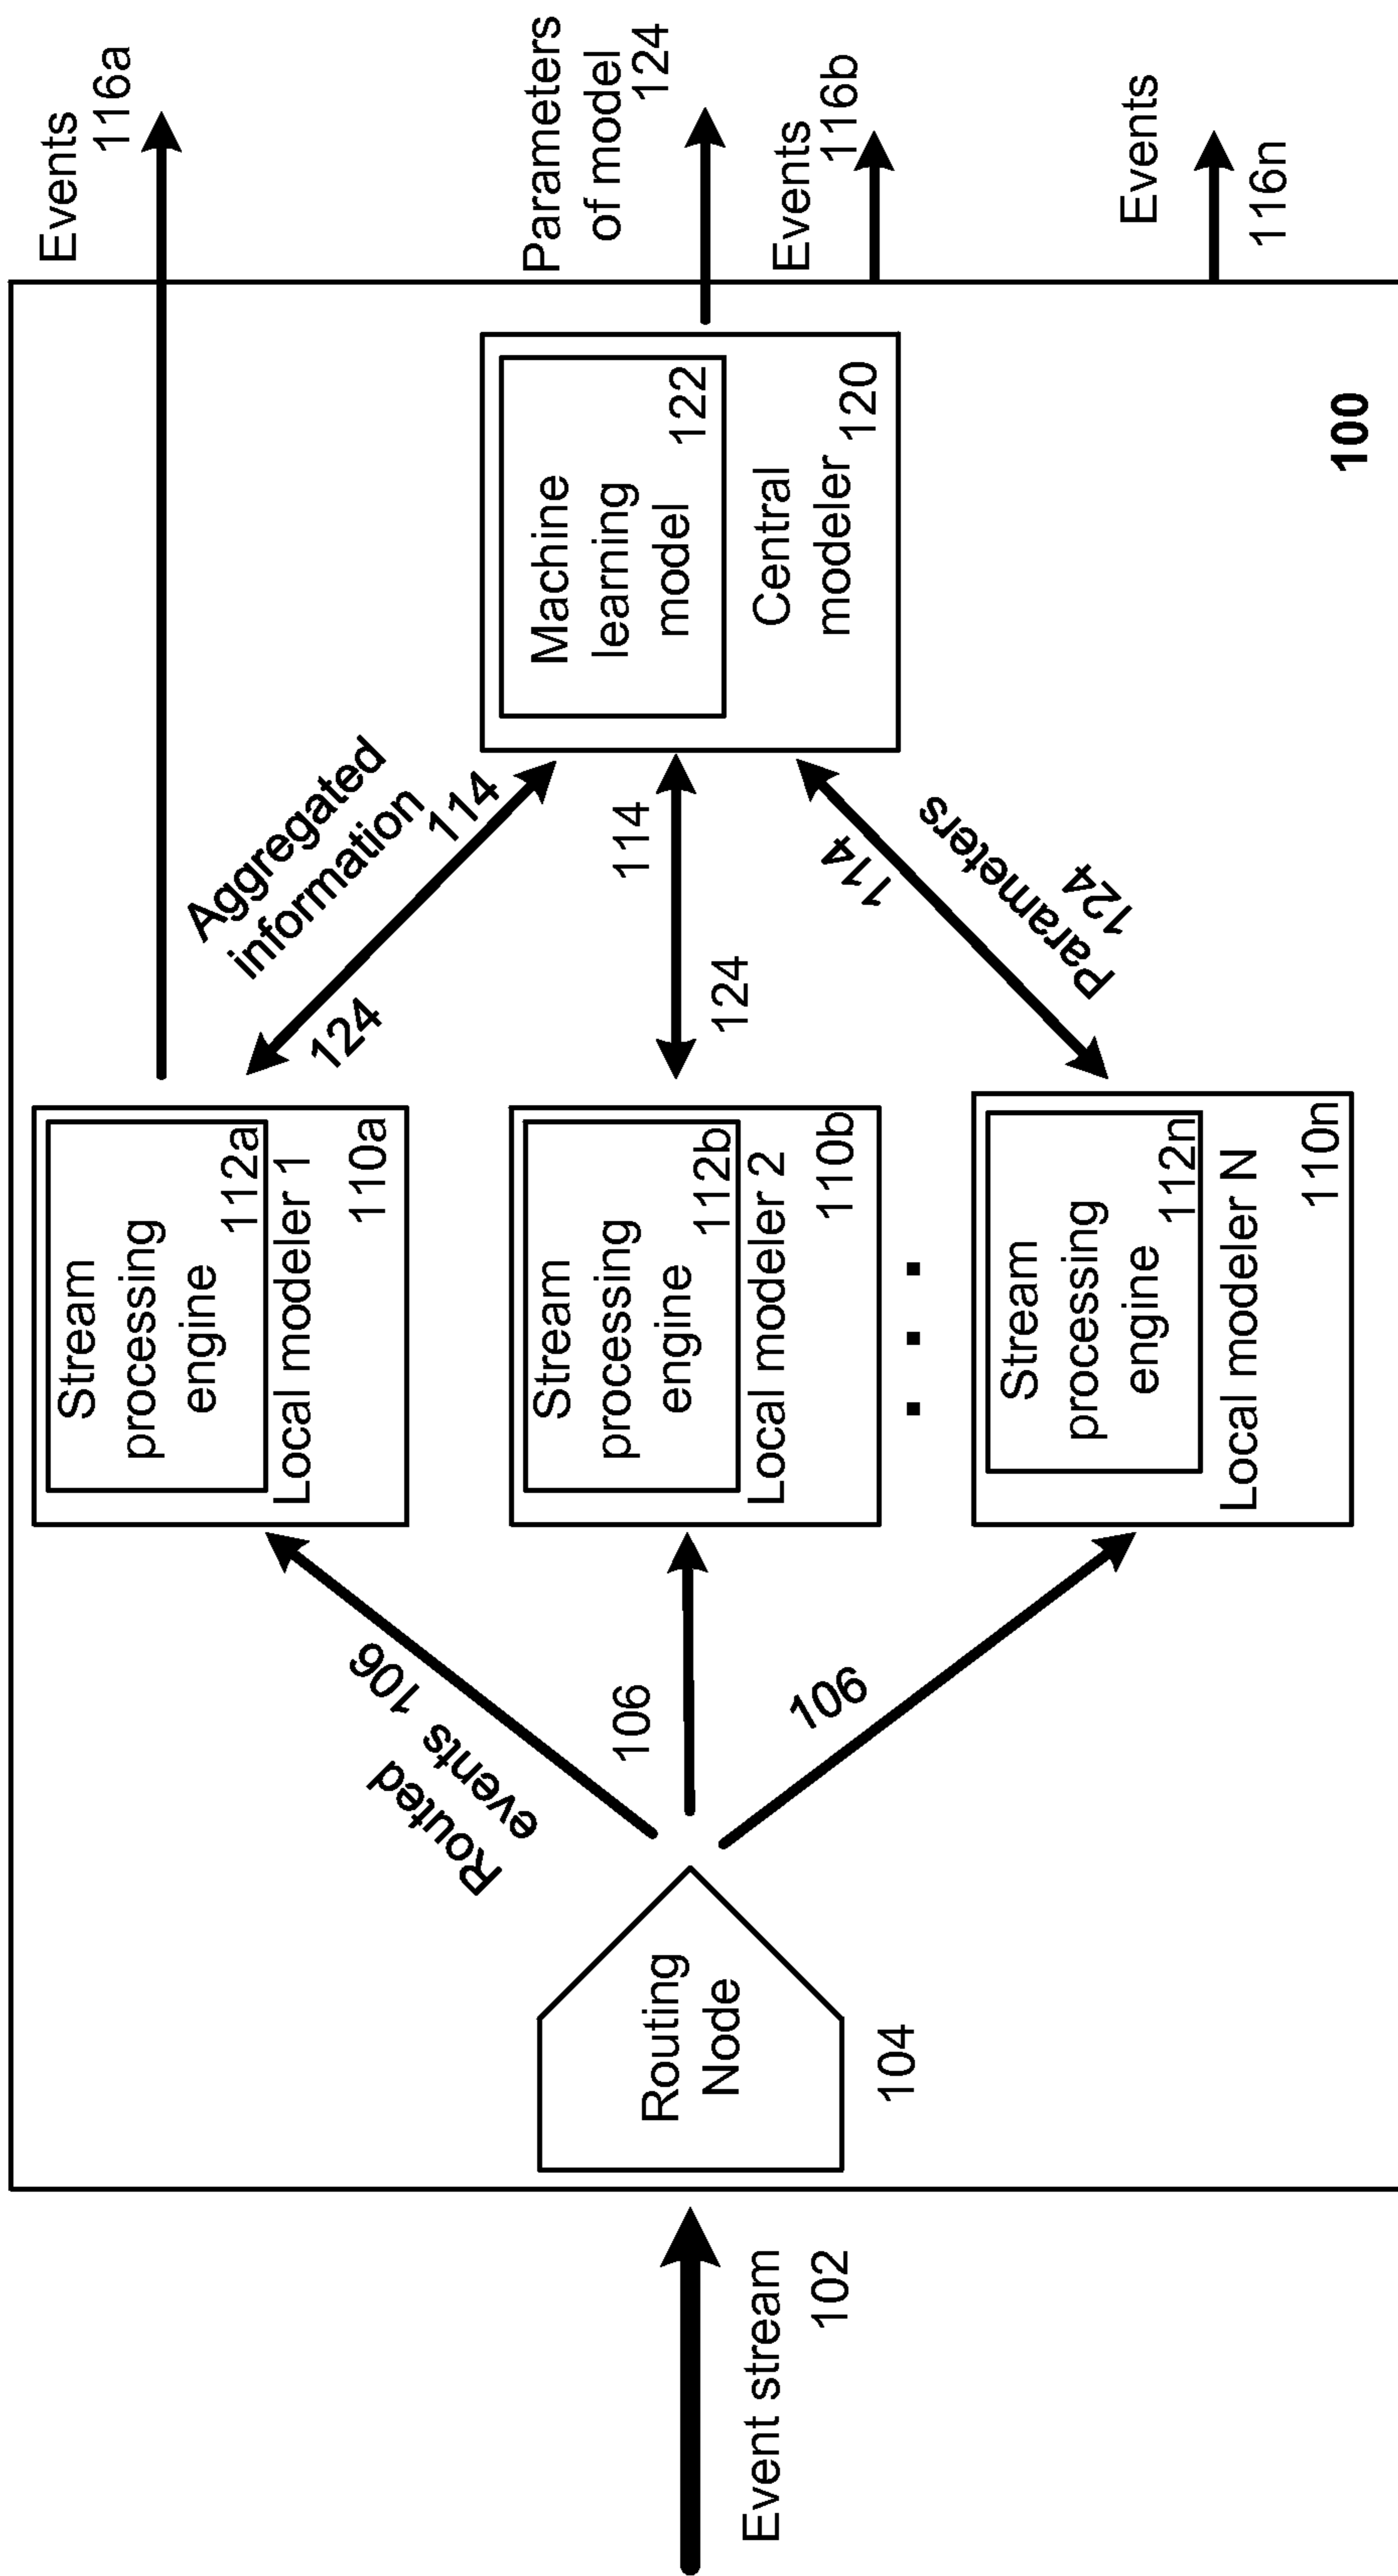 Event stream
102
Routing
Node
104
Routed
events 106
106
106
Stream
processing
engine
112a
Local modeler 1
110a
Stream
processing
engine
112b
Local modeler 2
110b
. . .
Stream
processing
engine
112n
Local modeler N
110n
Aggregated
information
114
124
114
124
114
Parameters
124
Machine
learning
model
122
Central
modeler 120
Events
116a
Parameters
of model
124
Events
116b
Events
116n
100